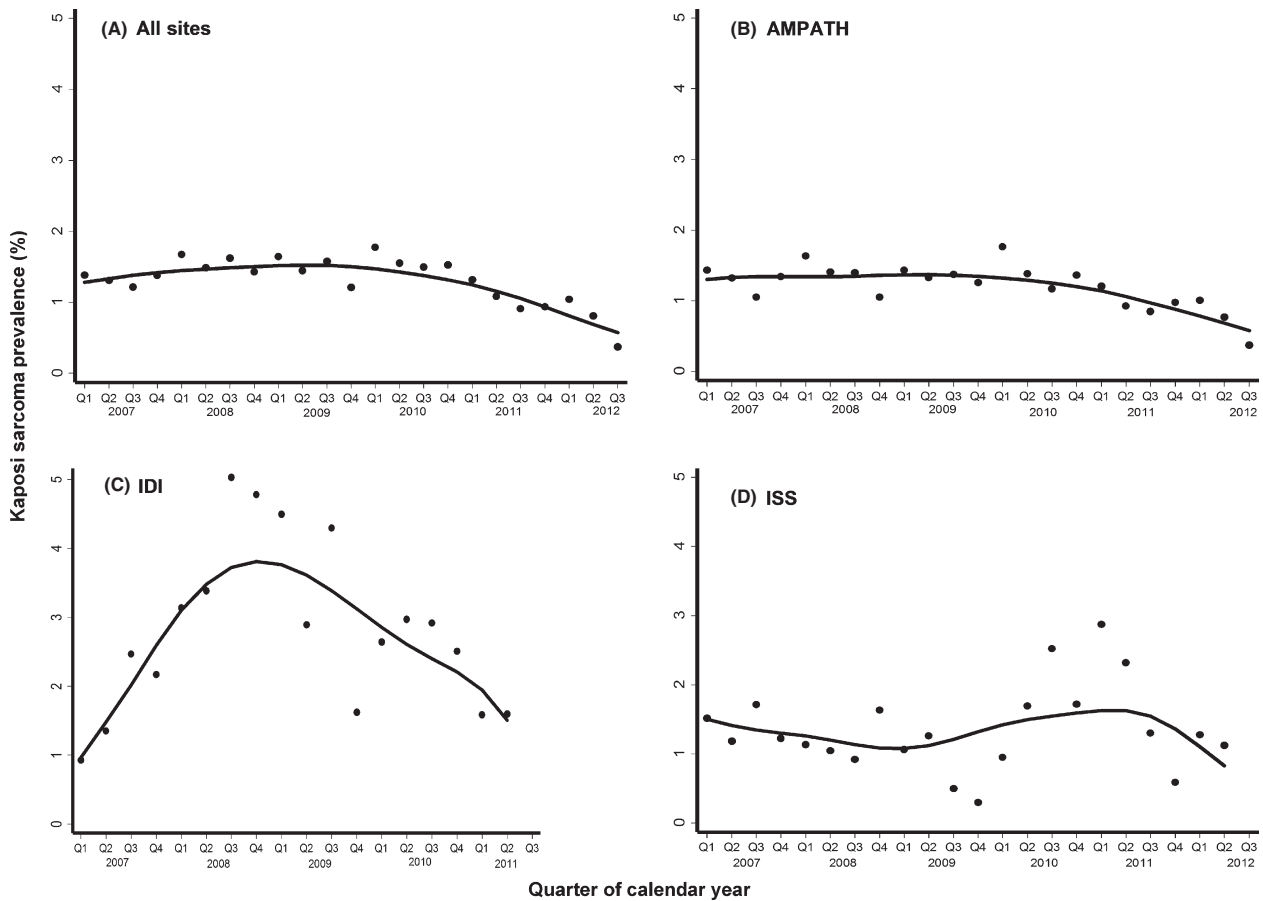 (A) All sites
5
4
3
2
1
0
Q1 Q2 Q3 Q4 Q1 Q2 Q3 Q4 Q1 Q2 Q3 Q4 Q1 Q2 Q3 Q4 Q1 Q2 Q3 Q4 Q1 Q2 Q3
2007 2008 2009 2010 2011 2012
(B) AMPATH
5
4
3
2
1
0
Q1 Q2 Q3 Q4 Q1 Q2 Q3 Q4 Q1 Q2 Q3 Q4 Q1 Q2 Q3 Q4 Q1 Q2 Q3 Q4 Q1 Q2 Q3
2007 2008 2009 2010 2011 2012
Kaposi sarcoma prevalence (%)
(C) IDI
5
4
3
2
1
0
Q1 Q2 Q3 Q4 Q1 Q2 Q3 Q4 Q1 Q2 Q3 Q4 Q1 Q2 Q3 Q4 Q1 Q2 Q3
2007 2008 2009 2010 2011
(D) ISS
5
4
3
2
1
0
Q1 Q2 Q3 Q4 Q1 Q2 Q3 Q4 Q1 Q2 Q3 Q4 Q1 Q2 Q3 Q4 Q1 Q2 Q3 Q4 Q1 Q2 Q3
2007 2008 2009 2010 2011 2012
Quarter of calendar year